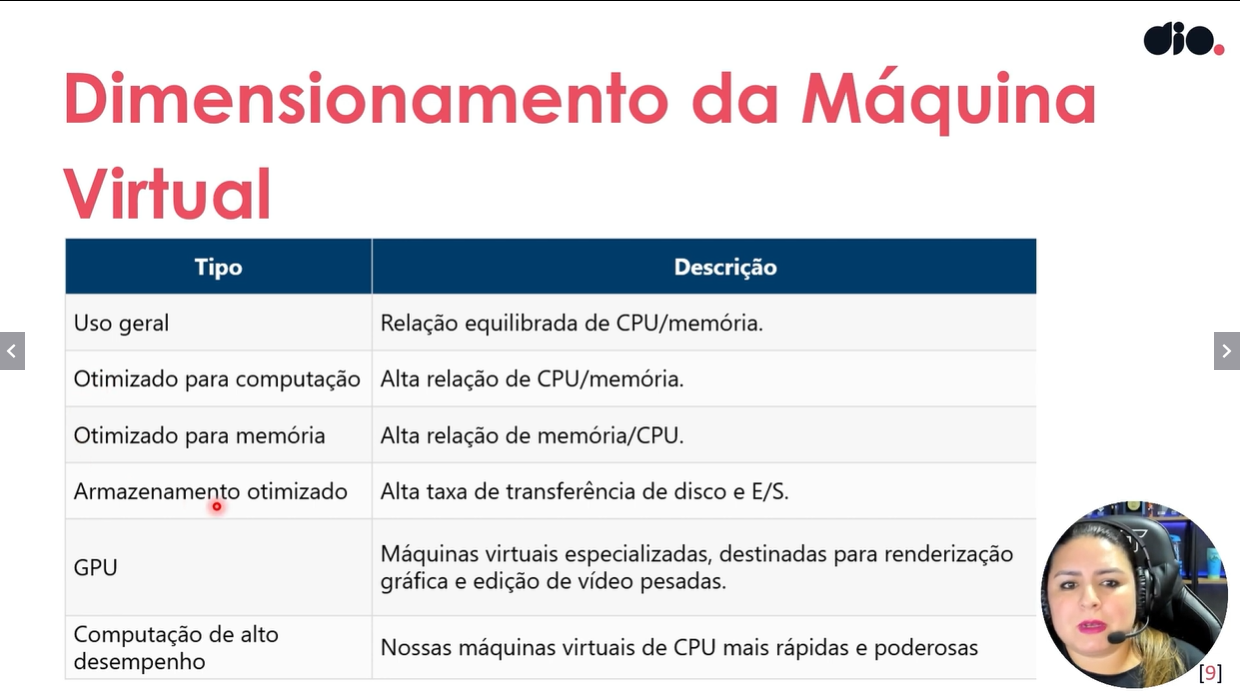 dio.
Dimensionamento da Máquina
Virtual
Tipo
Descrição
Uso geral
Relação equilibrada de CPU/memória.
Otimizado para computação
Alta relação de CPU/memória.
Otimizado para memória
Alta relação de memória/CPU.
Armazenamento otimizado
Alta taxa de transferência de disco e E/S.
GPU
Máquinas virtuais especializadas, destinadas para renderização
gráfica e edição de vídeo pesadas.
Computação de alto
desempenho
Nossas máquinas virtuais de CPU mais rápidas e poderosas
[9]